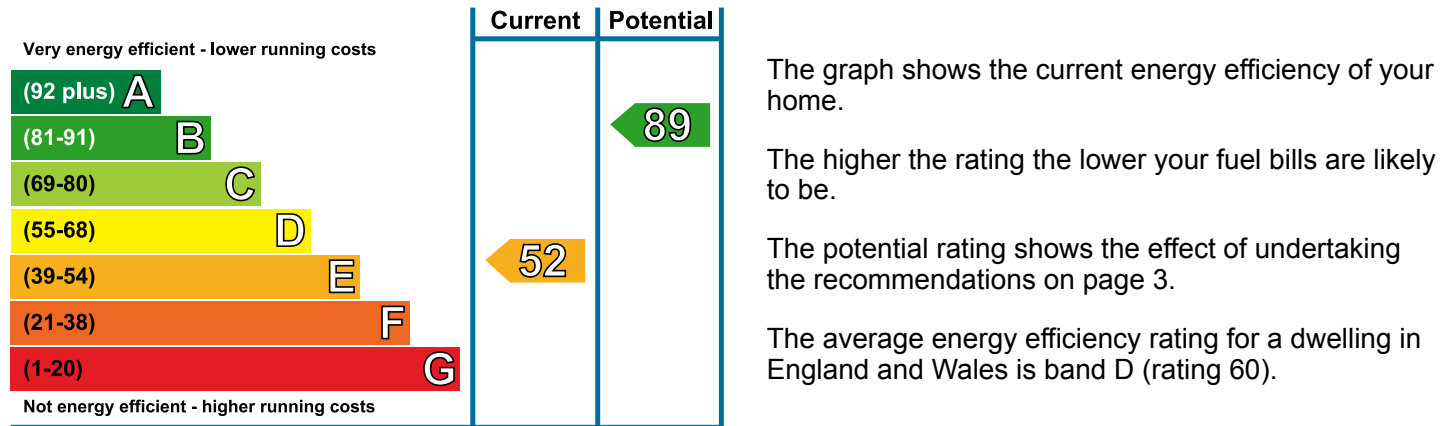 Current Potential
Very energy efficient - lower running costs
(92 plus) A
(81-91) B
89
(69-80) C
(55-68) D
(39-54) E
52
(21-38) F
(1-20) G
Not energy efficient - higher running costs
The graph shows the current energy efficiency of your
home.
The higher the rating the lower your fuel bills are likely
to be.
The potential rating shows the effect of undertaking
the recommendations on page 3.
The average energy efficiency rating for a dwelling in
England and Wales is band D (rating 60).